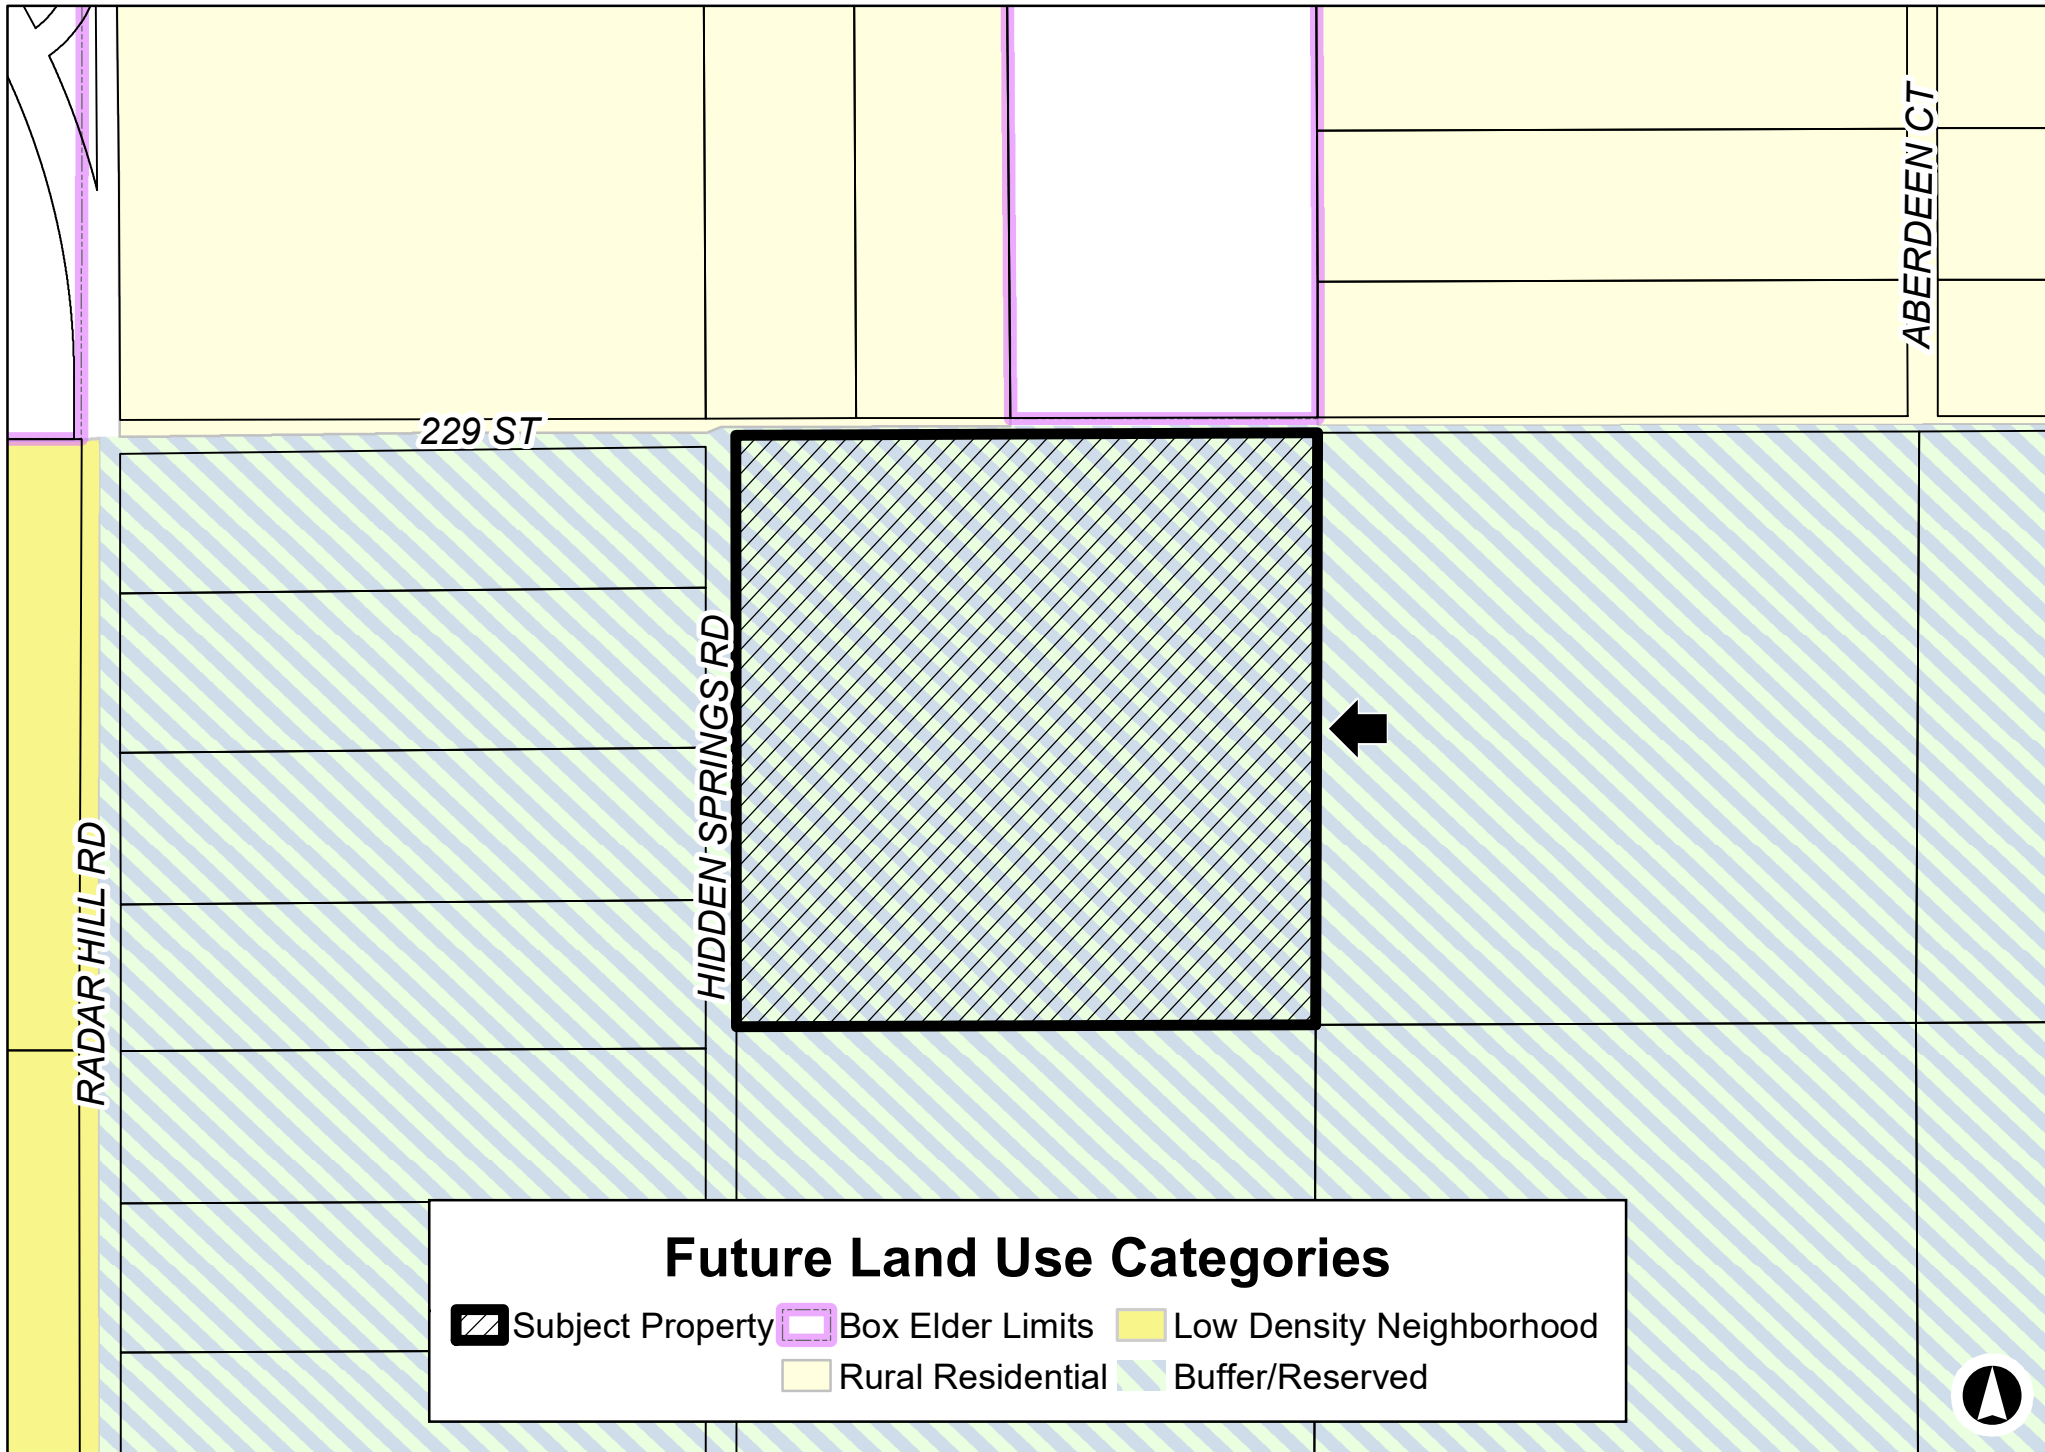 ABERDEEN CT
229 ST
HIDDEN SPRINGS RD
RADAR HILL RD
Future Land Use Categories
Subject Property Box Elder Limits Low Density Neighborhood
Rural Residential Buffer/Reserved